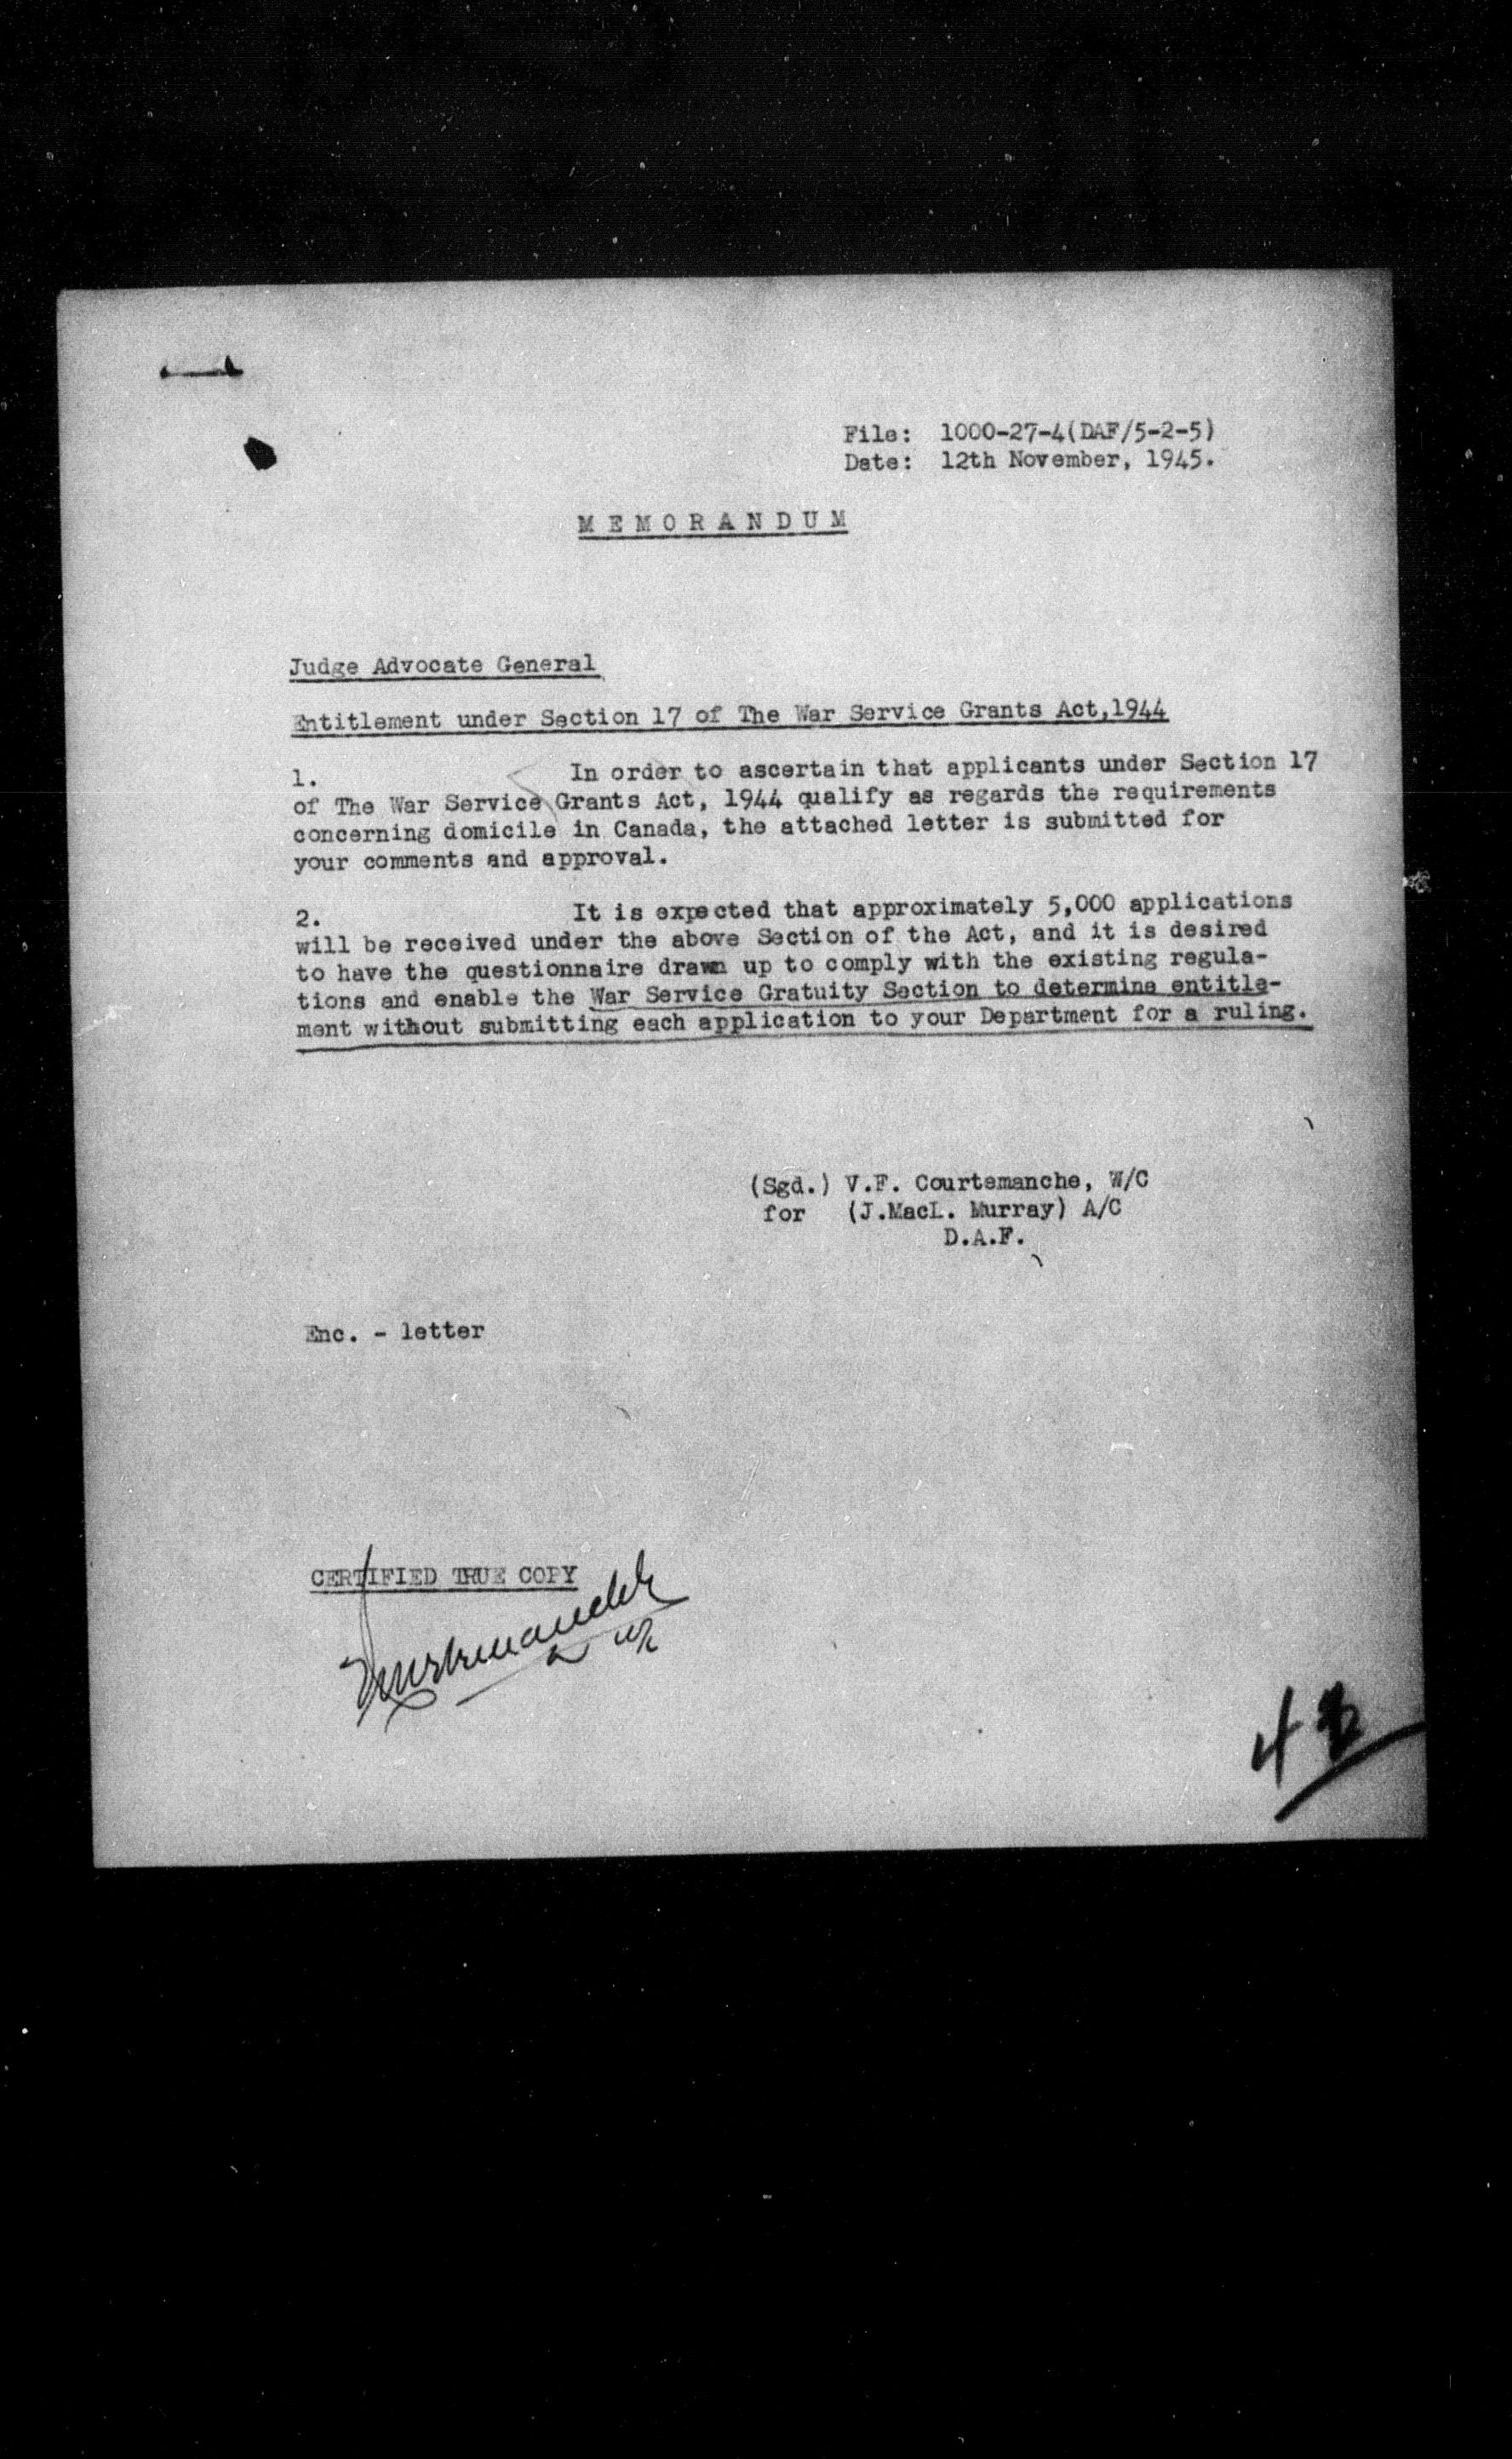 File: 1000-27-4(DAF/5-2-5)
Date: 12th November, 1945.
MEMORANDUM
Judge Advocate General
Entitlement under Section 17 of The War Service Grants Act,1944
1. In order to ascertain that applicants under Section 17
of The War Service Grants Act, 1944 qualify as regards the requirements
concerning domicile in Canada, the attached letter is submitted for
your comments and approval.
2. It is expected that approximately 5,000 applications
will be received under the above Section of the Act, and it is desired
to have the questionnaire drawn up to comply with the existing regula-
tions and enable the War Service Gratuity Section to determine entitle-
ment without submitting each application to your Department for a ruling.
(Sgd.) V.F. Courtemanche, W/C
for (J.MacL. Murray) A/C
D.A.F.
Enc. - letter
CERTIFIED TRUE COPY